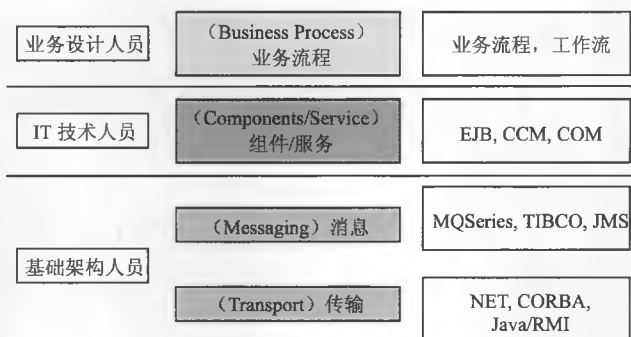 业务设计人员
（Business Process）
业务流程
业务流程，工作流
IT 技术人员
（Components/Service）
组件/服务
EJB, CCM, COM
基础架构人员
（Messaging）消息
MQSeries, TIBCO, JMS
（Transport）传输
NET, CORBA,
Java/RMI